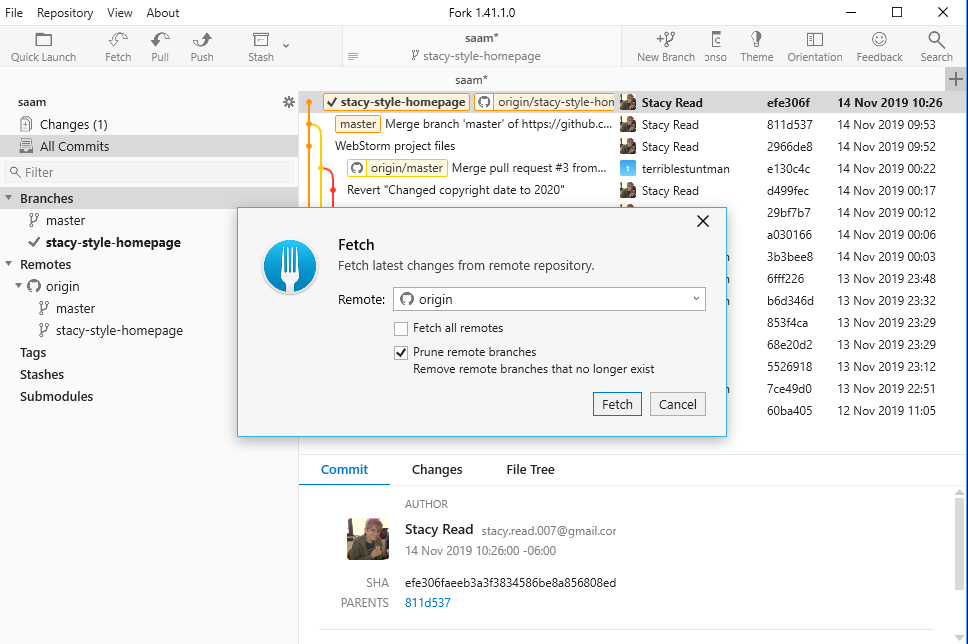 File Repository View About Fork 1.41.1.0
Quick Launch Fetch Pull Push Stash saam* stacy-style-homepage New Branch onso Theme Orientation Feedback Search
saam*
saam
Changes (1)
All Commits
Filter
Branches
master
stacy-style-homepage
Remotes
origin
master
stacy-style-homepage
Tags
Stashes
Submodules
stacy-style-homepage origin/stacy-style-hom Stacy Read efe306f 14 Nov 2019 10:26
master Merge branch 'master' of https://github.c... Stacy Read 811d537 14 Nov 2019 09:53
WebStorm project files Stacy Read 2966de8 14 Nov 2019 09:52
origin/master Merge pull request #3 from... t. terriblestuntman e130c4c 14 Nov 2019 00:22
Revert "Changed copyright date to 2020" Stacy Read d499fec 14 Nov 2019 00:17
29bf7b7 14 Nov 2019 00:12
a030166 14 Nov 2019 00:06
3b3bee8 14 Nov 2019 00:03
6fff226 13 Nov 2019 23:48
b6d346d 13 Nov 2019 23:32
853f4ca 13 Nov 2019 23:29
68e20d2 13 Nov 2019 23:29
5526918 13 Nov 2019 23:12
7ce49d0 13 Nov 2019 22:51
60ba405 12 Nov 2019 11:05
Fetch
Fetch latest changes from remote repository.
Remote: origin
Fetch all remotes
Prune remote branches
Remove remote branches that no longer exist
Fetch Cancel
Commit Changes File Tree
AUTHOR
Stacy Read stacy.read.007@gmail.cor
14 Nov 2019 10:26:00 -06:00
SHA efe306faeeb3a3f3834586be8a856808ed
PARENTS 811d537